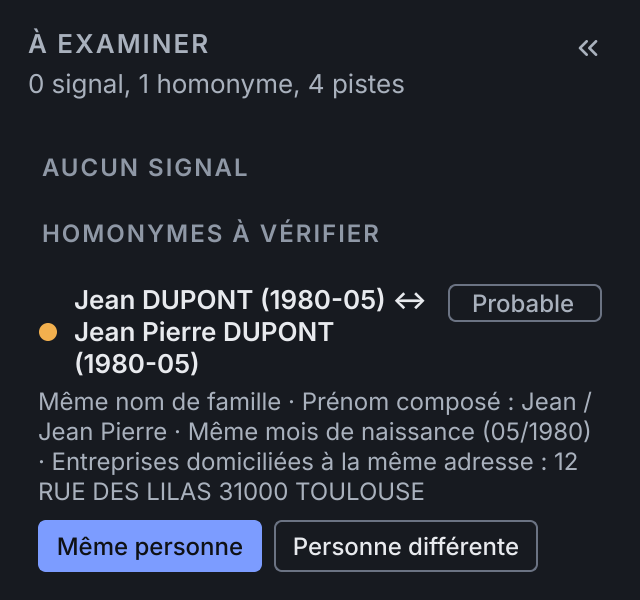 À EXAMINER
0 signal, 1 homonyme, 4 pistes
AUCUN SIGNAL
HOMONYMES À VÉRIFIER
Jean DUPONT (1980-05) ↔
Jean Pierre DUPONT
(1980-05)
Probable
Même nom de famille · Prénom composé : Jean /
Jean Pierre · Même mois de naissance (05/1980)
· Entreprises domiciliées à la même adresse : 12
RUE DES LILAS 31000 TOULOUSE
Même personne
Personne différente